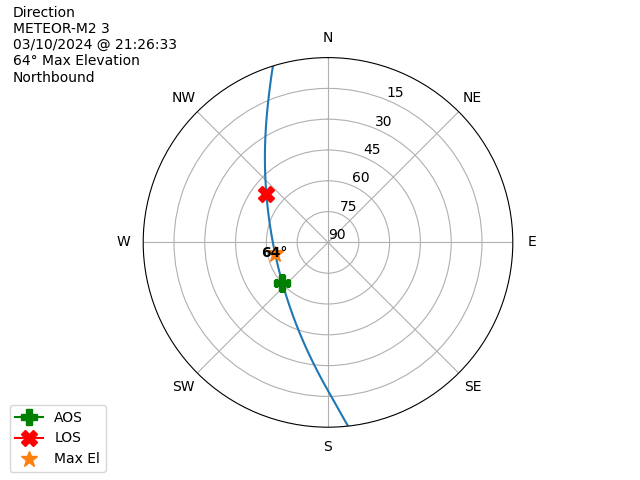 Direction
METEOR-M2 3
03/10/2024 @ 21:26:33
64° Max Elevation
Northbound
N
NW
NE
15
30
45
60
75
90
W
E
64°
SW
SE
S
AOS
LOS
Max El